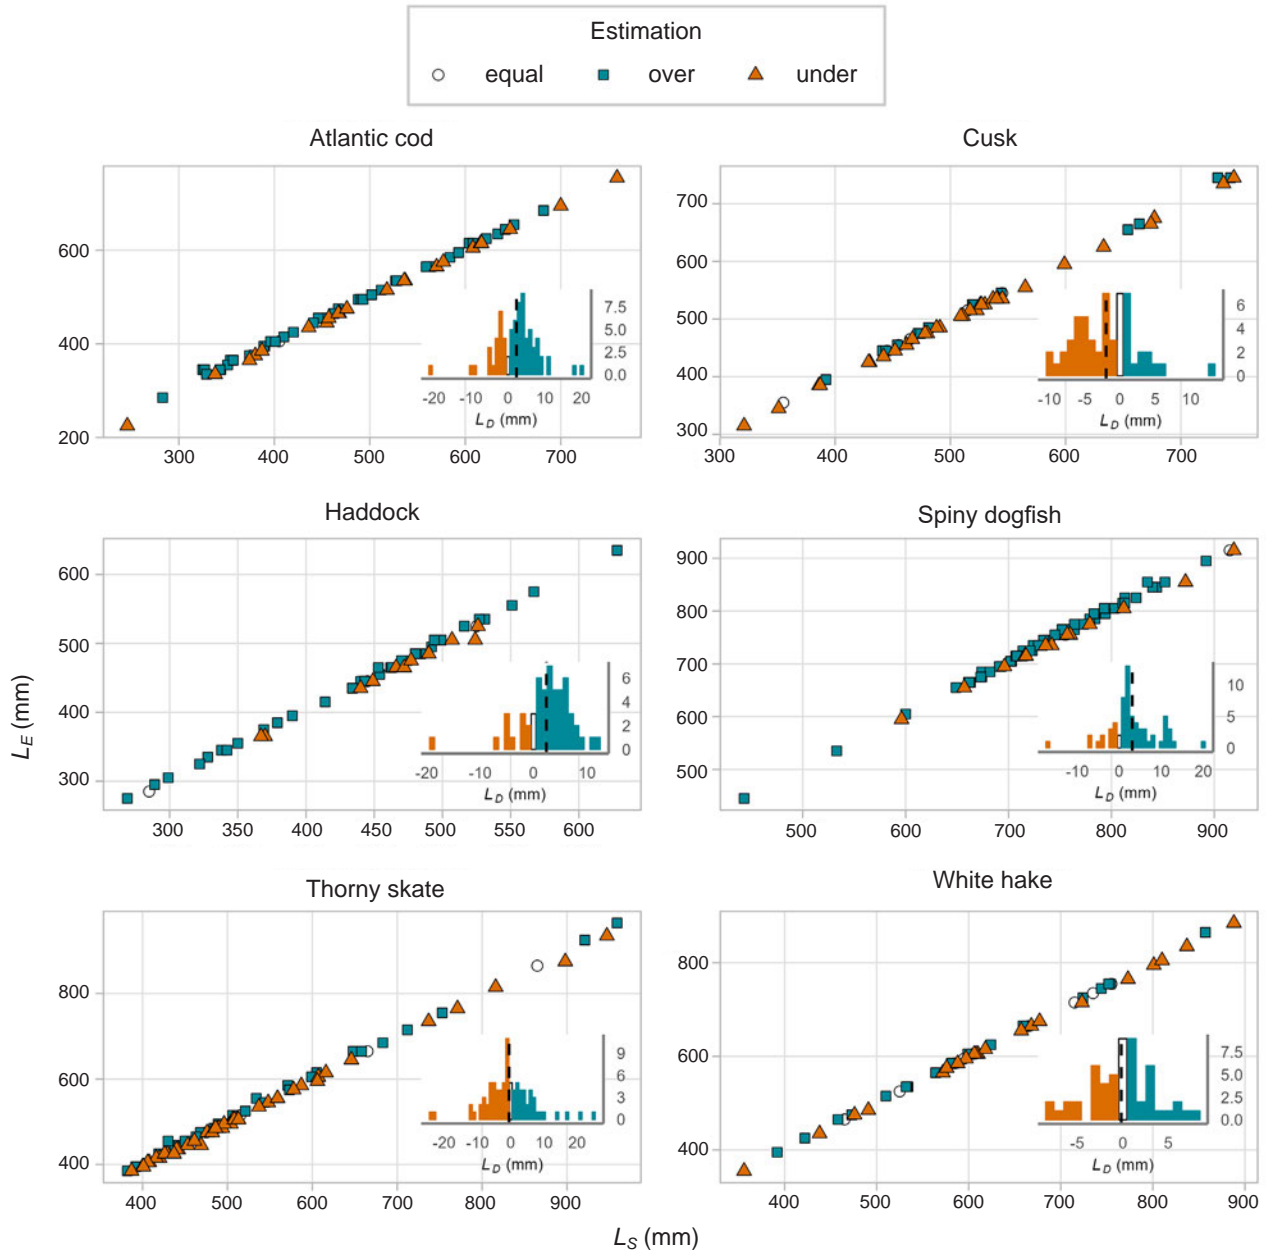 Estimation
equal over under
Atlantic cod
600
400
200
300 400 500 600 700
7.5
5.0
2.5
0.0
-20 -10 0 10 20
L_D (mm)
Cusk
700
600
500
400
300
300 400 500 600 700
6
4
2
0
-10 -5 0 5 10
L_D (mm)
Haddock
600
500
400
300
300 350 400 450 500 550 600
6
4
2
0
-20 -10 0 10
L_D (mm)
Spiny dogfish
900
800
700
600
500
500 600 700 800 900
10
5
0
-10 0 10 20
L_D (mm)
Thorny skate
800
600
400
400 500 600 700 800 900
9
6
3
0
-20 -10 0 10 20
L_D (mm)
White hake
800
600
400
400 500 600 700 800 900
7.5
5.0
2.5
0.0
-5 0 5
L_D (mm)
L_E (mm)
L_S (mm)